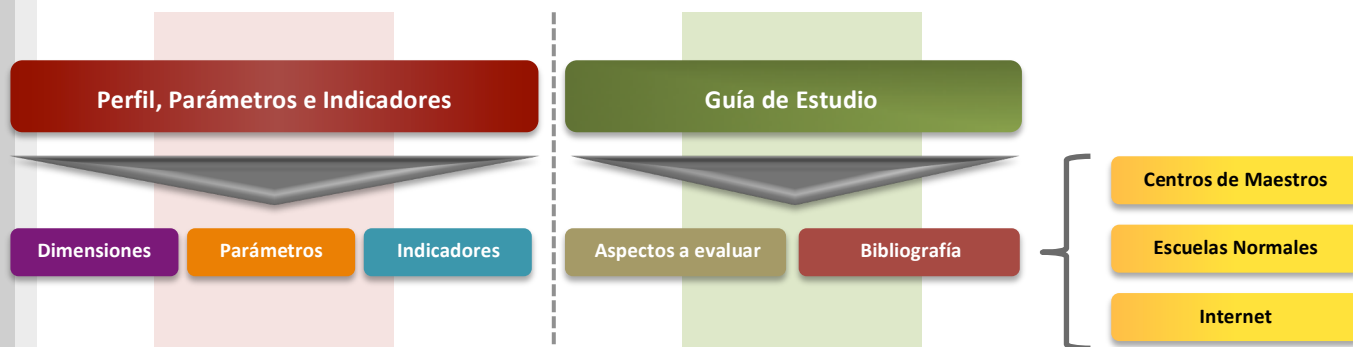 Perfil, Parámetros e Indicadores
Guía de Estudio
Dimensiones
Parámetros
Indicadores
Aspectos a evaluar
Bibliografía
Centros de Maestros
Escuelas Normales
Internet